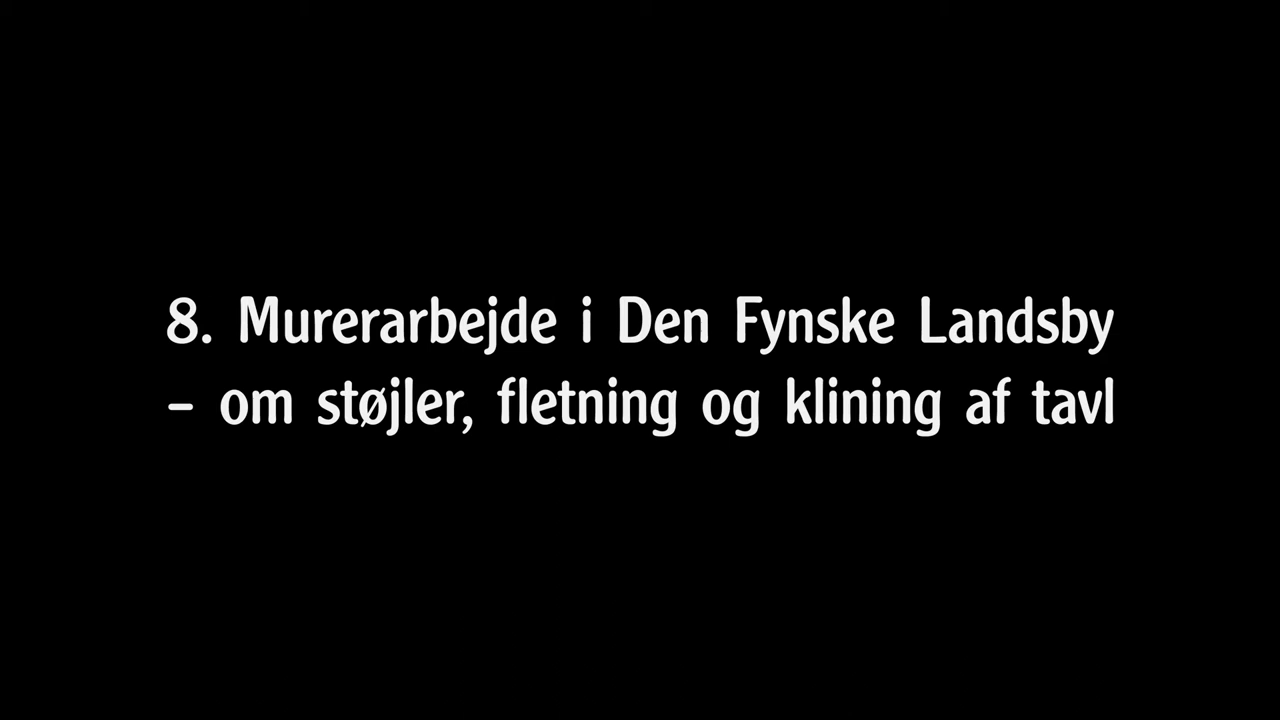 8. Murerarbejde i Den Fynske Landsby
– om støjler, fletning og klining af tavl